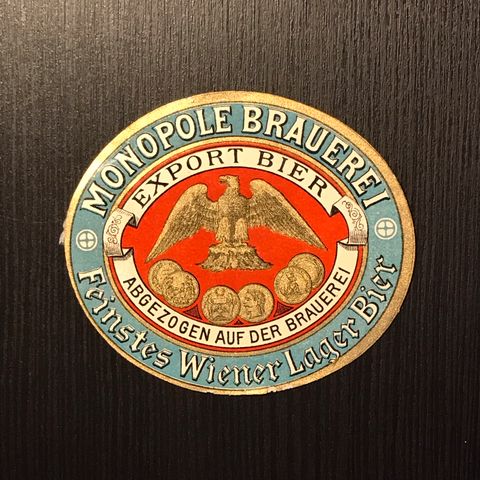 MONOPOLE BRAUEREI
EXPORT BIER
ABGEZOGEN AUF DER BRAUEREI
Feinstes Wiener Lager Bier